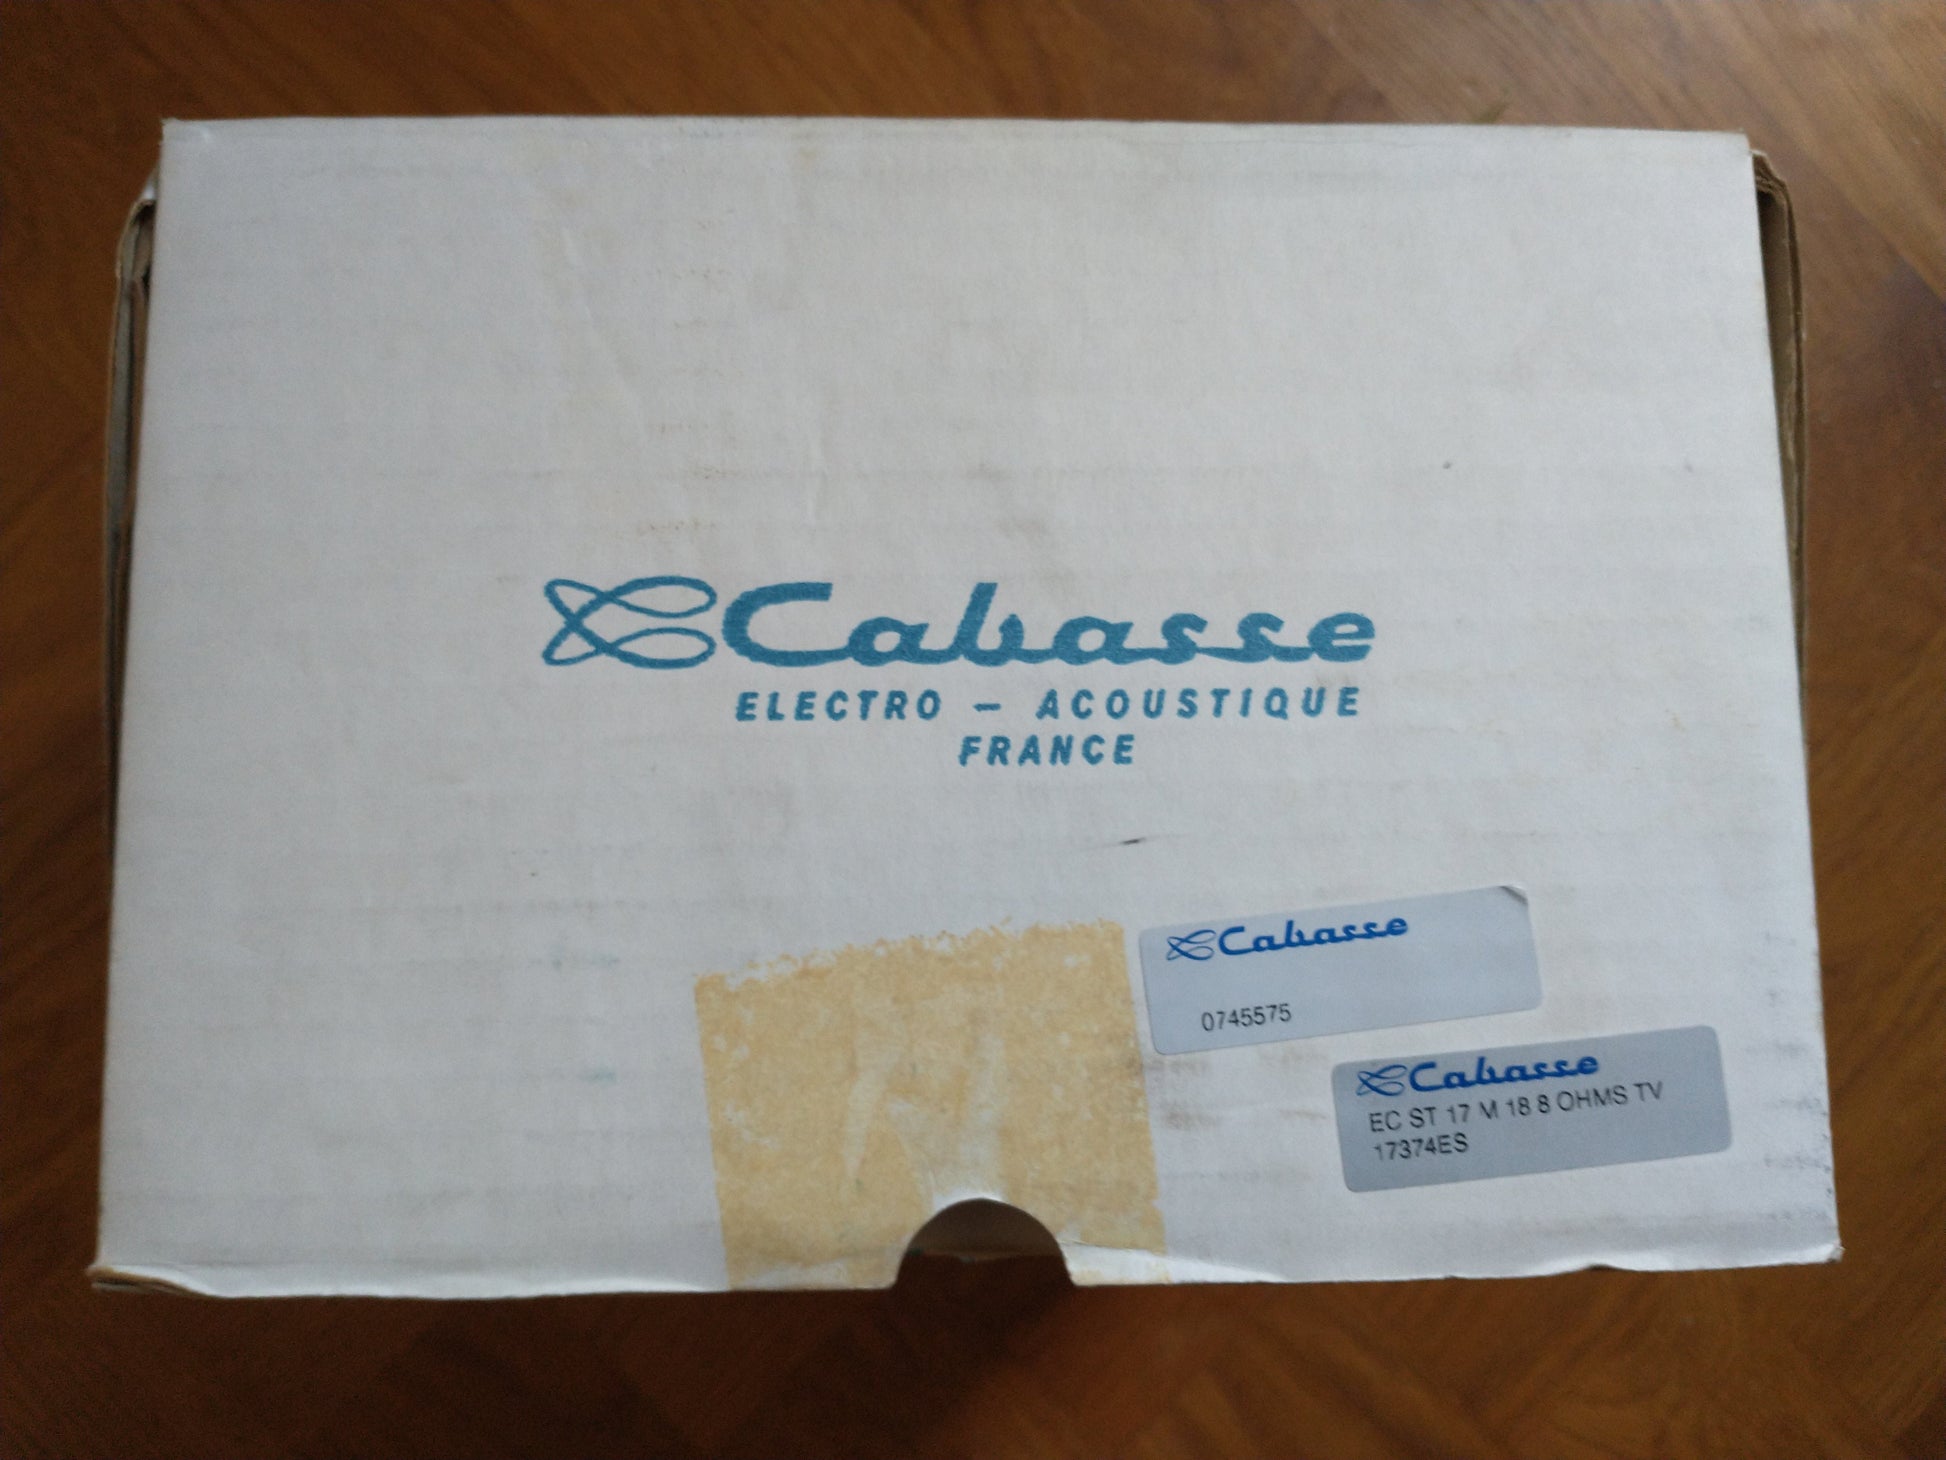 Cabasse
ELECTRO - ACOUSTIQUE
FRANCE
Cabasse
0745575
Cabasse
EC ST 17 M 18 8 OHMS TV
17374ES